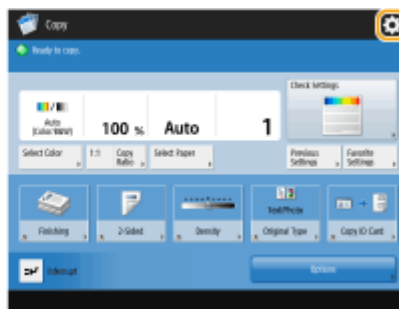 Copy
Ready to copy.
Check Settings
Auto
(Color/B&W)
100 %
Auto
1
Select Color
1:1
Copy
Ratio
Select Paper
Previous
Settings
Favorite
Settings
Text/Photo
Finishing
2-Sided
Density
Original Type
Copy ID Card
Interrupt
Options